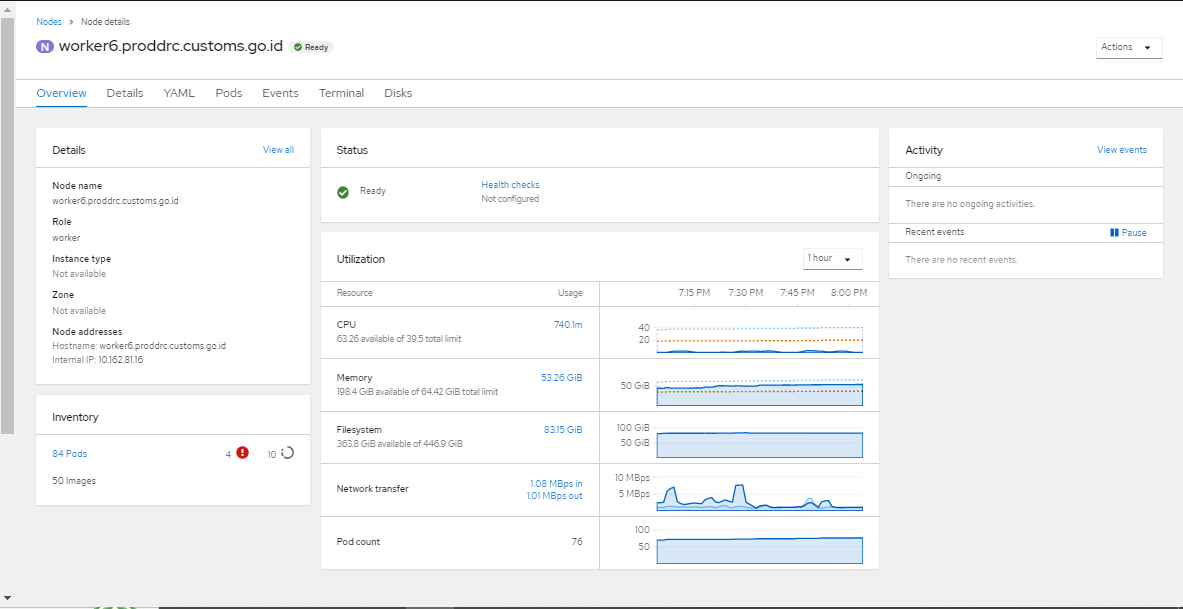 Nodes > Node details
N worker6.proddrc.customs.go.id Ready
Actions
Overview Details YAML Pods Events Terminal Disks
Details View all
Node name
worker6.proddrc.customs.go.id
Role
worker
Instance type
Not available
Zone
Not available
Node addresses
Hostname: worker6.proddrc.customs.go.id
Internal IP: 10.162.81.16
Inventory
84 Pods 4 10
50 Images
Status
Ready
Health checks
Not configured
Utilization 1 hour
Resource Usage 7:15 PM 7:30 PM 7:45 PM 8:00 PM
CPU 740.1m
63.26 available of 39.5 total limit
40
20
Memory 53.26 GiB
198.4 GiB available of 64.42 GiB total limit
50 GiB
Filesystem 83.15 GiB
363.8 GiB available of 446.9 GiB
100 GiB
50 GiB
Network transfer
1.08 MBps in
1.01 MBps out
10 MBps
5 MBps
Pod count 76
100
50
Activity View events
Ongoing
There are no ongoing activities.
Recent events Pause
There are no recent events.